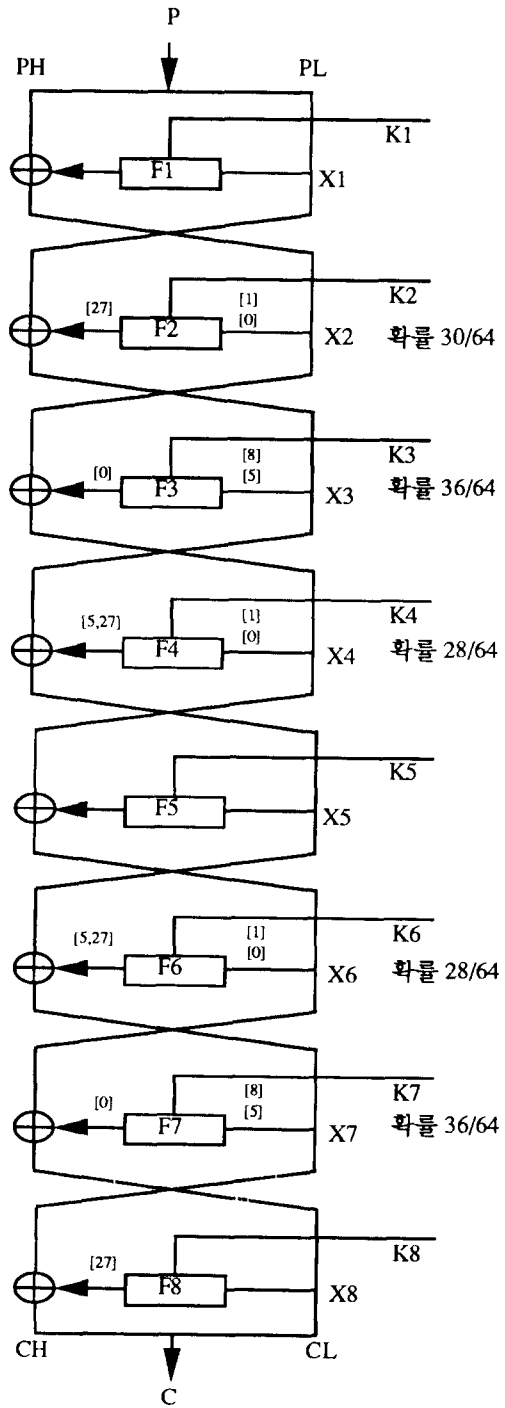 P
PH PL
K1
F1
X1
K2
[27] [1]
[0]
F2
X2 확률 30/64
K3
[0] [8]
[5]
F3
X3 확률 36/64
K4
[5,27] [1]
[0]
F4
X4 확률 28/64
K5
F5
X5
K6
[5,27] [1]
[0]
F6
X6 확률 28/64
K7
[0] [8]
[5]
F7
X7 확률 36/64
K8
[27]
F8
X8
CH CL
C